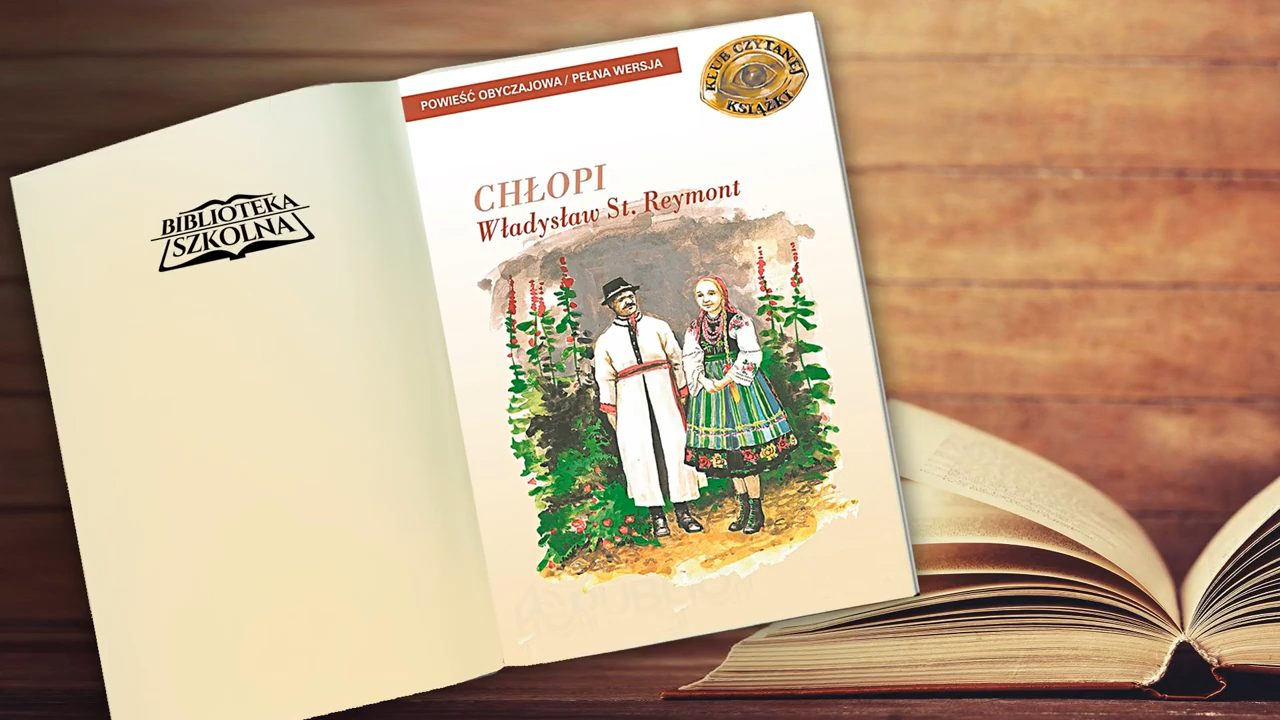 BIBLIOTEKA
SZKOLNA
POWIEŚĆ OBYCZAJOWA / PEŁNA WERSJA
KLUB CZYTANEJ
KSIĄŻKI
CHŁOPI
Władysław St. Reymont